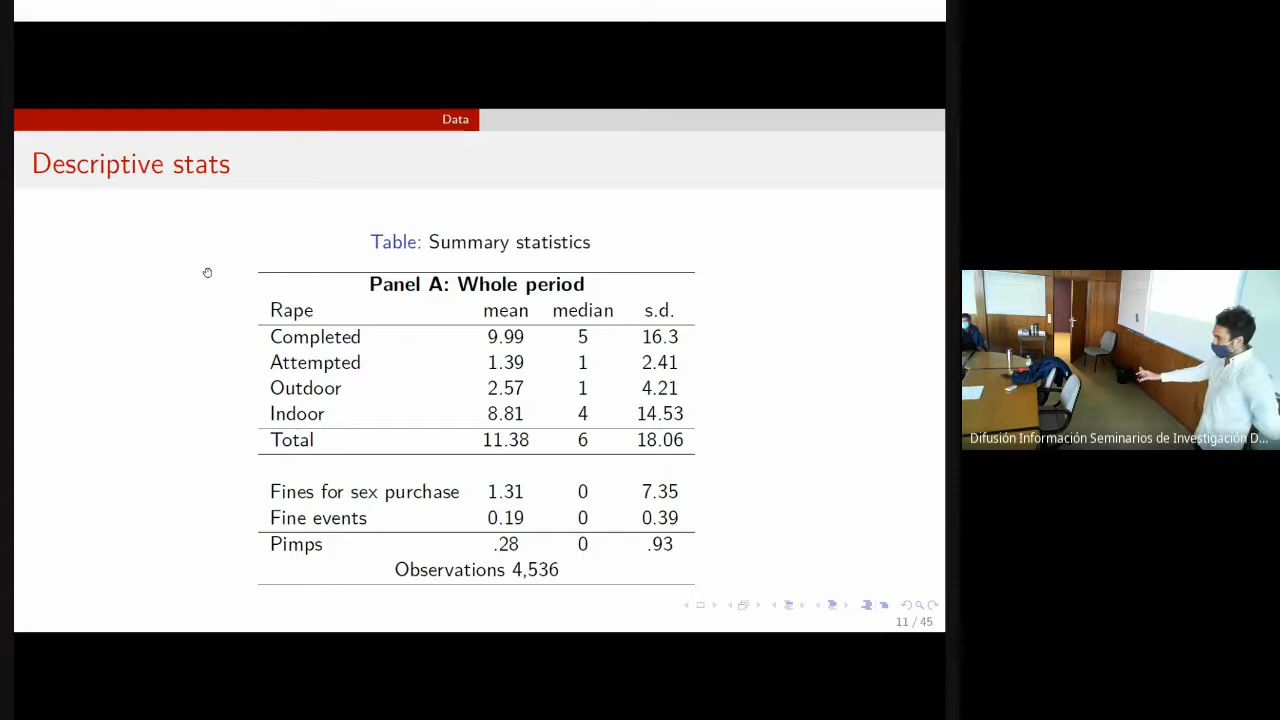 Data
Descriptive stats
Table: Summary statistics
Panel A: Whole period
Rape mean median s.d.
Completed 9.99 5 16.3
Attempted 1.39 1 2.41
Outdoor 2.57 1 4.21
Indoor 8.81 4 14.53
Total 11.38 6 18.06
Fines for sex purchase 1.31 0 7.35
Fine events 0.19 0 0.39
Pimps .28 0 .93
Observations 4,536
11 / 45
Difusión Información Seminarios de Investigación D...